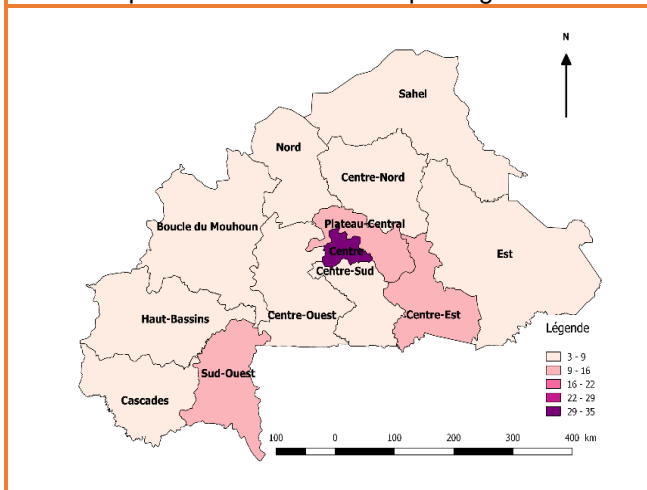 N
Sahel
Nord
Centre-Nord
Plateau-Central
Boucle du Mouhoun
Centre
Est
Centre-Sud
Haut-Bassins
Centre-Ouest
Centre-Est
Légende
3 - 9
9 - 16
16 - 22
22 - 29
29 - 35
Sud-Ouest
Cascades
100 0 100 200 300 400 km